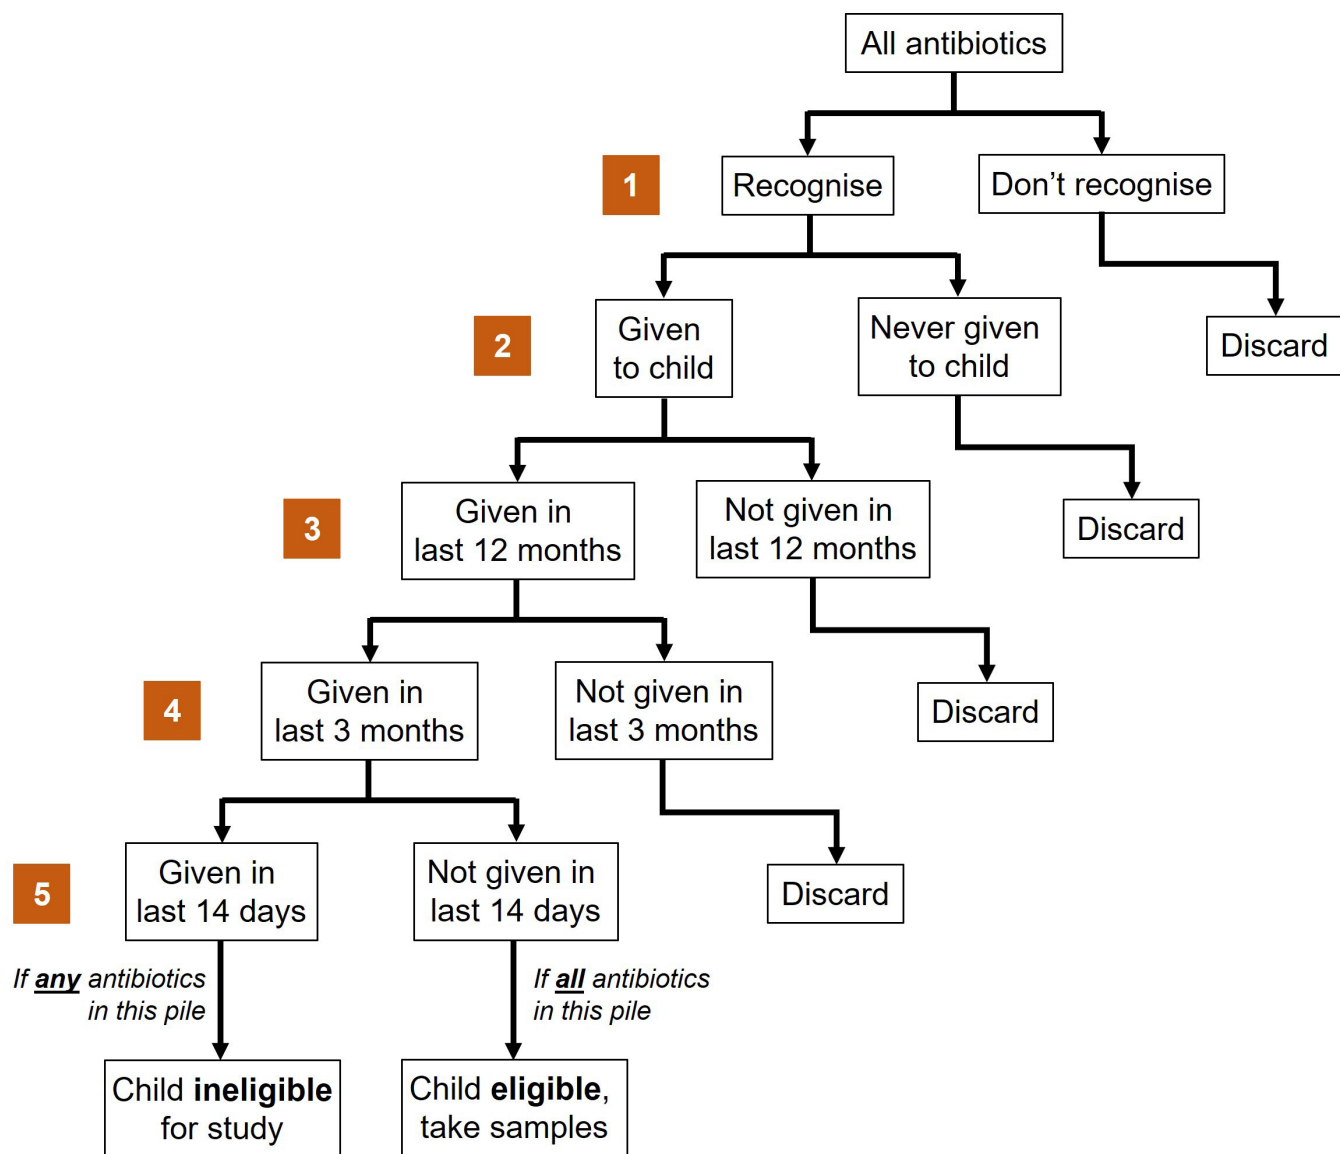 All antibiotics
1
Recognise
Don’t recognise
2
Given
to child
Never given
to child
Discard
3
Given in
last 12 months
Not given in
last 12 months
Discard
4
Given in
last 3 months
Not given in
last 3 months
Discard
5
Given in
last 14 days
Not given in
last 14 days
Discard
If any antibiotics
in this pile
If all antibiotics
in this pile
Child ineligible
for study
Child eligible,
take samples